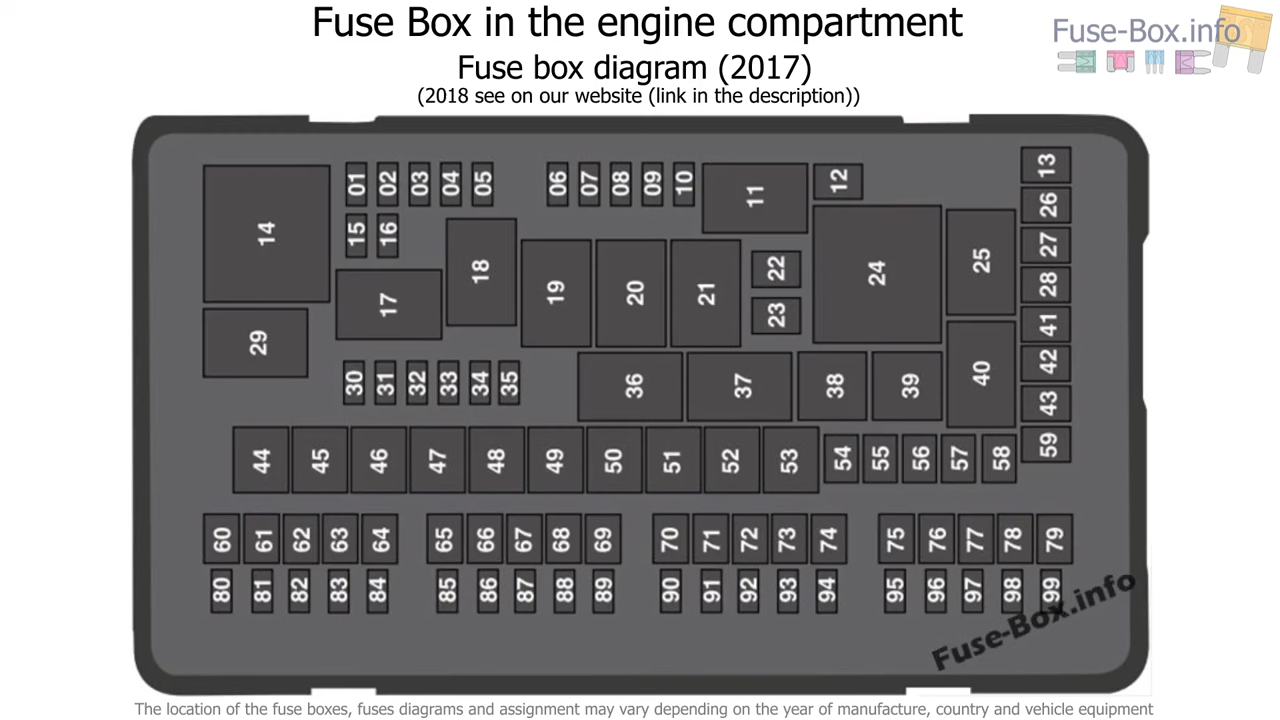 Fuse Box in the engine compartment
Fuse-Box.info
Fuse box diagram (2017)
(2018 see on our website (link in the description))
14 01 02 03 04 05 06 07 08 09 10 11 12 13
15 16 18 26
17 19 20 21 22 23 24 25 27 28
29 41
30 31 32 33 34 35 36 37 38 39 40 42 43
44 45 46 47 48 49 50 51 52 53 54 55 56 57 58 59
60 61 62 63 64 65 66 67 68 69 70 71 72 73 74 75 76 77 78 79
80 81 82 83 84 85 86 87 88 89 90 91 92 93 94 95 96 97 98 99
Fuse-Box.info
The location of the fuse boxes, fuses diagrams and assignment may vary depending on the year of manufacture, country and vehicle equipment